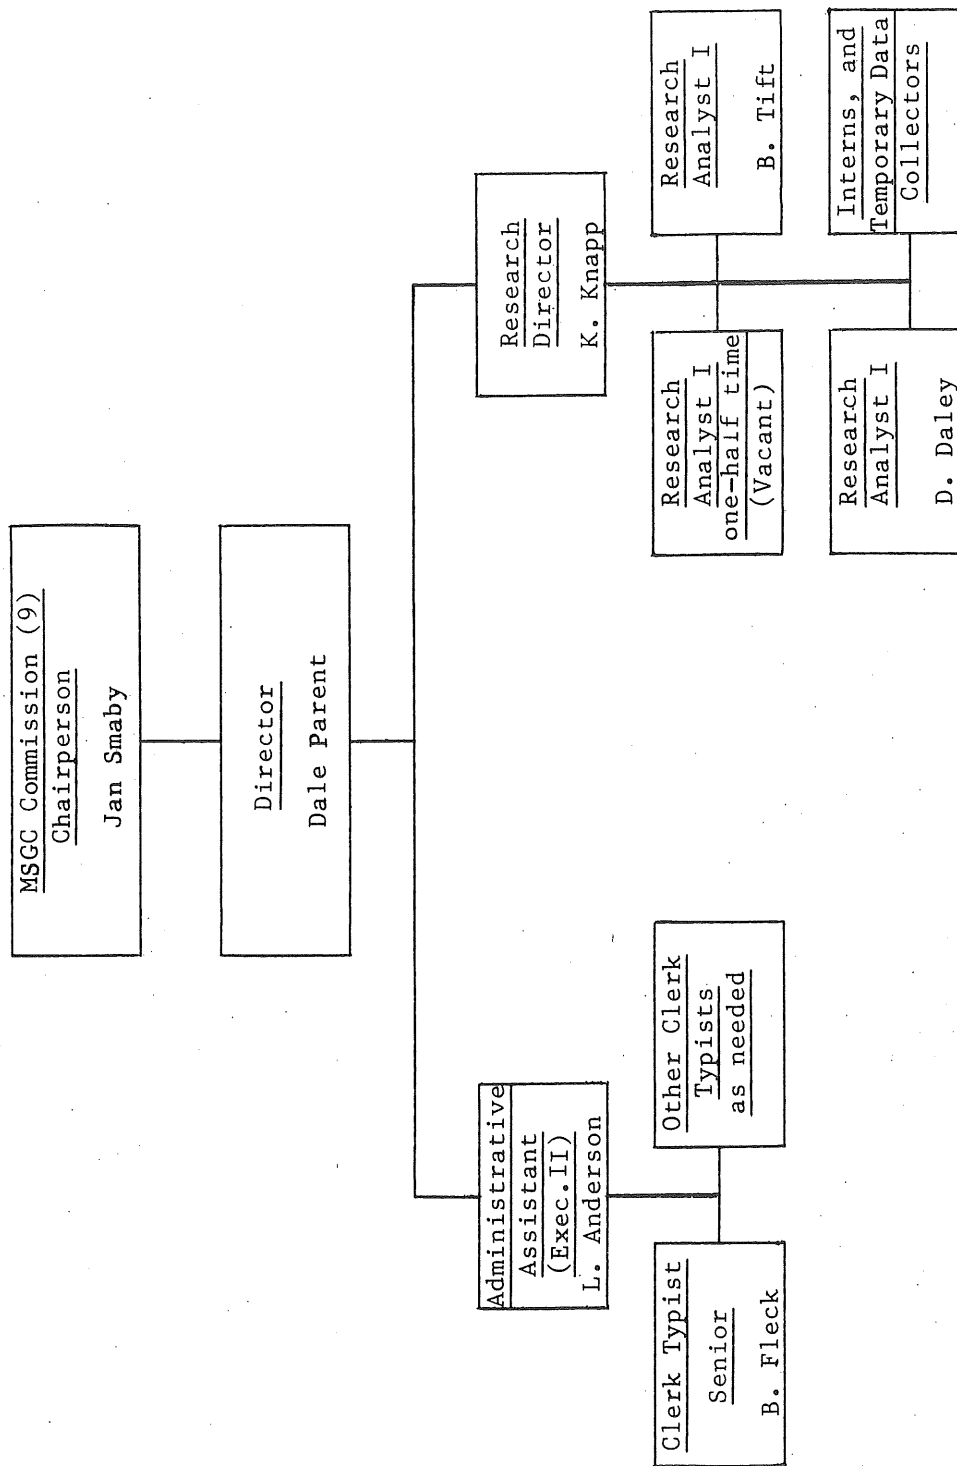 MSGC Commission (9)
Chairperson
Jan Smaby
Director
Dale Parent
Administrative
Assistant
(Exec.II)
L. Anderson
Research
Director
K. Knapp
Clerk Typist
Senior
B. Fleck
Other Clerk
Typists
as needed
Research
Analyst I
one-half time
(Vacant)
Research
Analyst I
B. Tift
Research
Analyst I
D. Daley
Interns, and
Temporary Data
Collectors